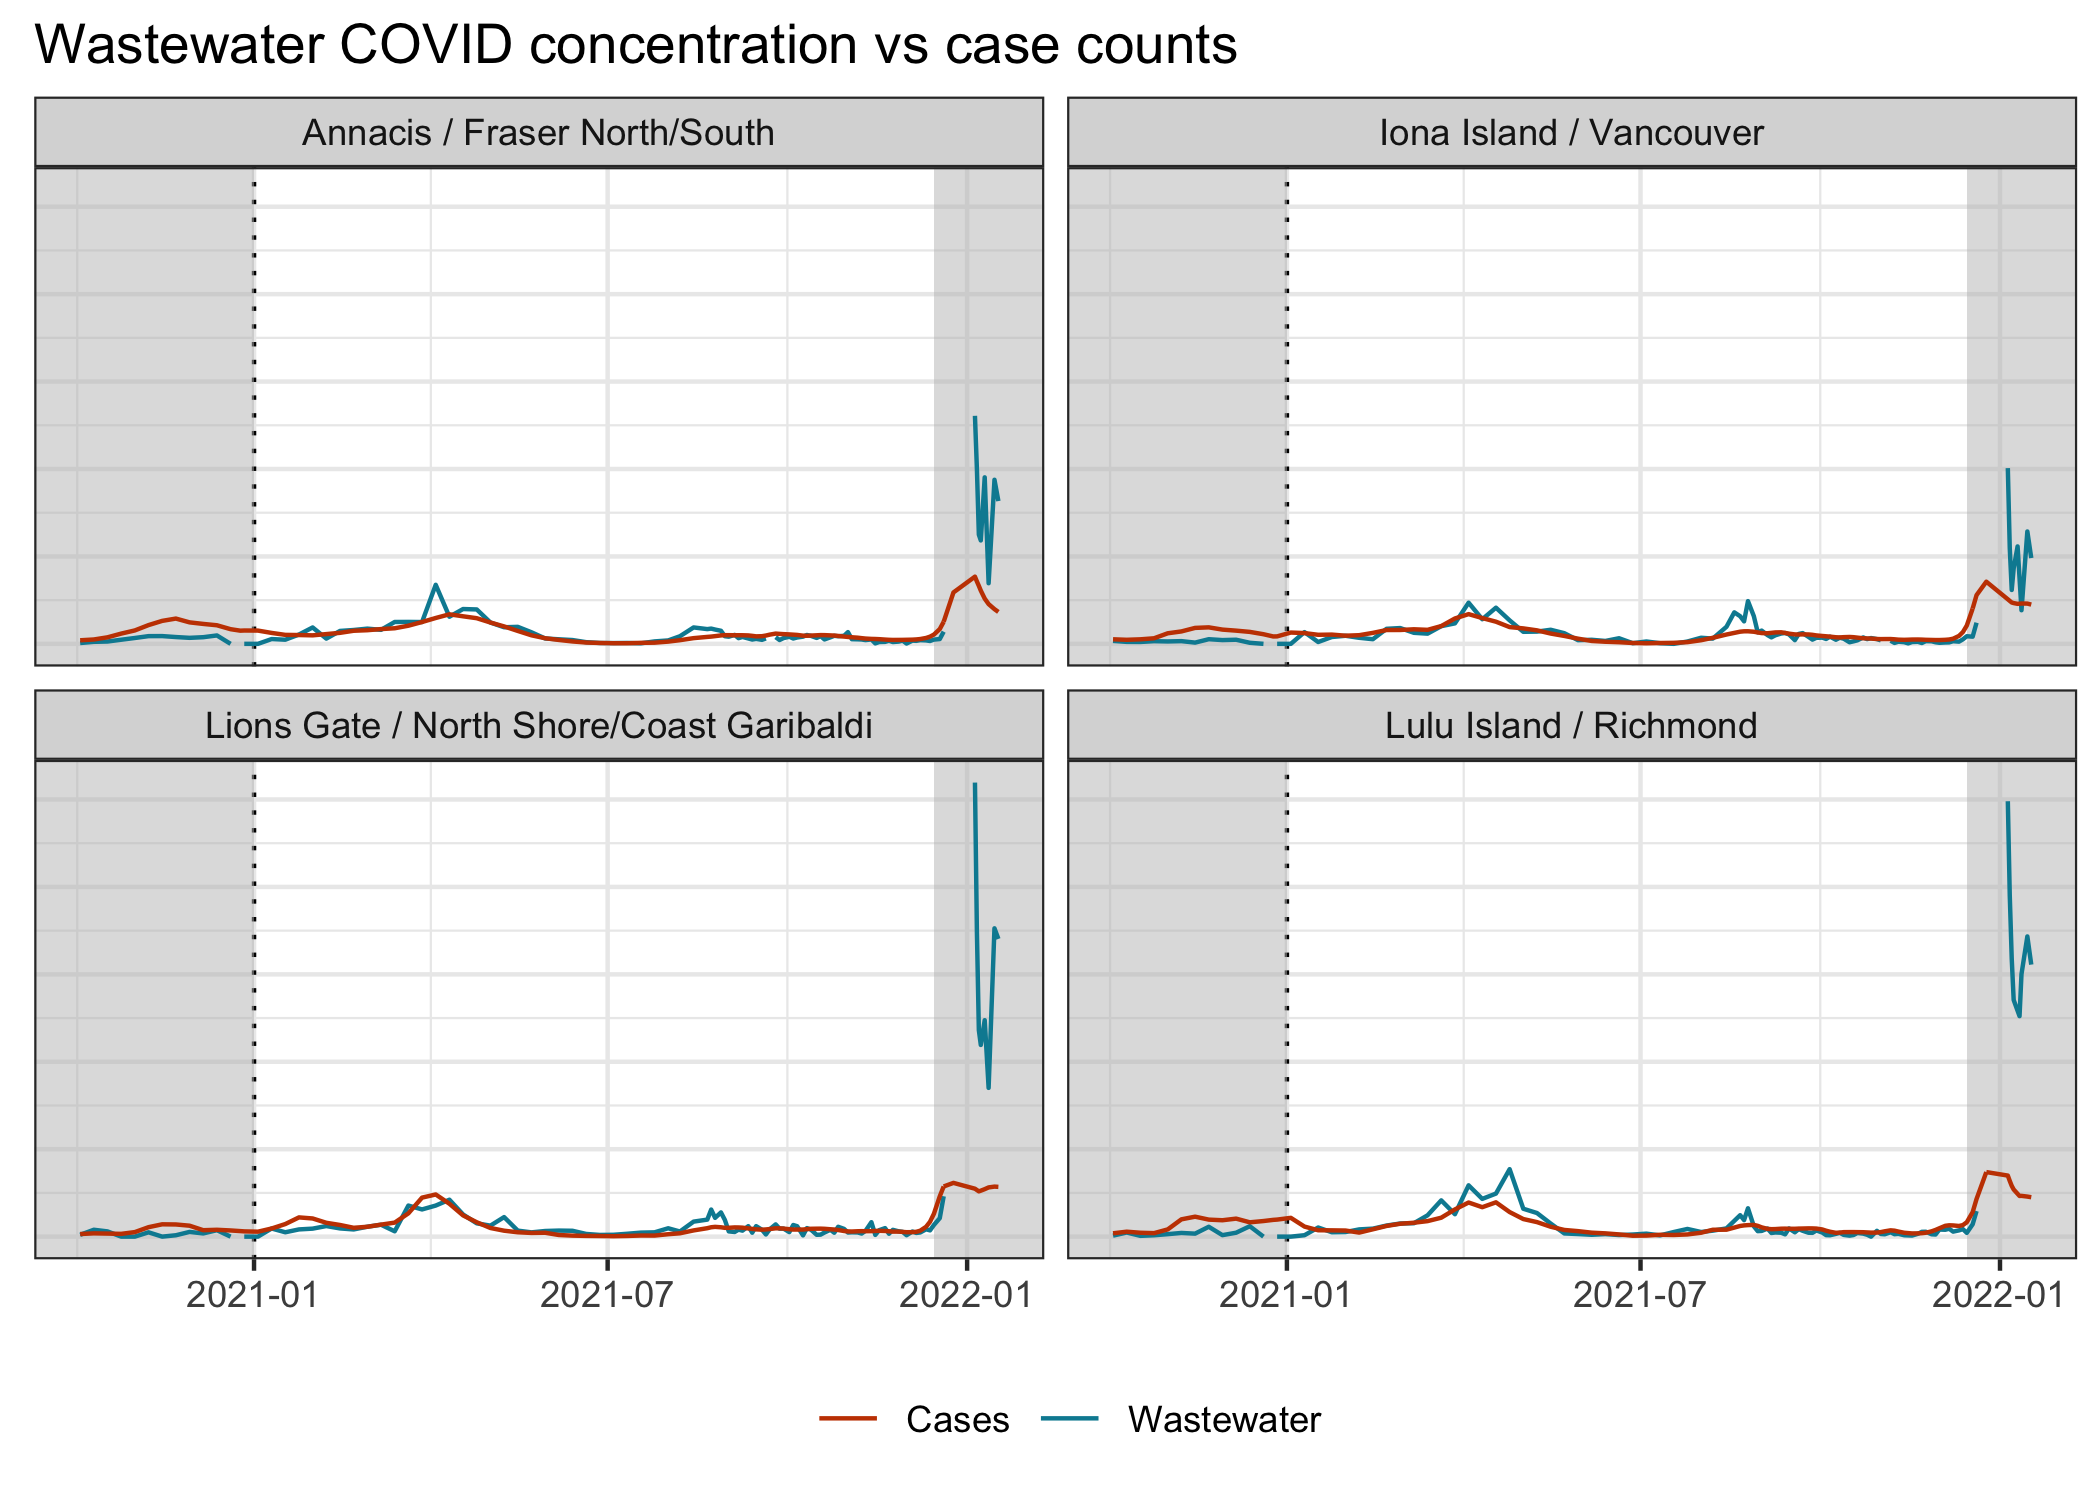 Wastewater COVID concentration vs case counts
Annacis / Fraser North/South
Iona Island / Vancouver
Lions Gate / North Shore/Coast Garibaldi
Lulu Island / Richmond
2021-01 2021-07 2022-01 2021-01 2021-07 2022-01
Cases Wastewater